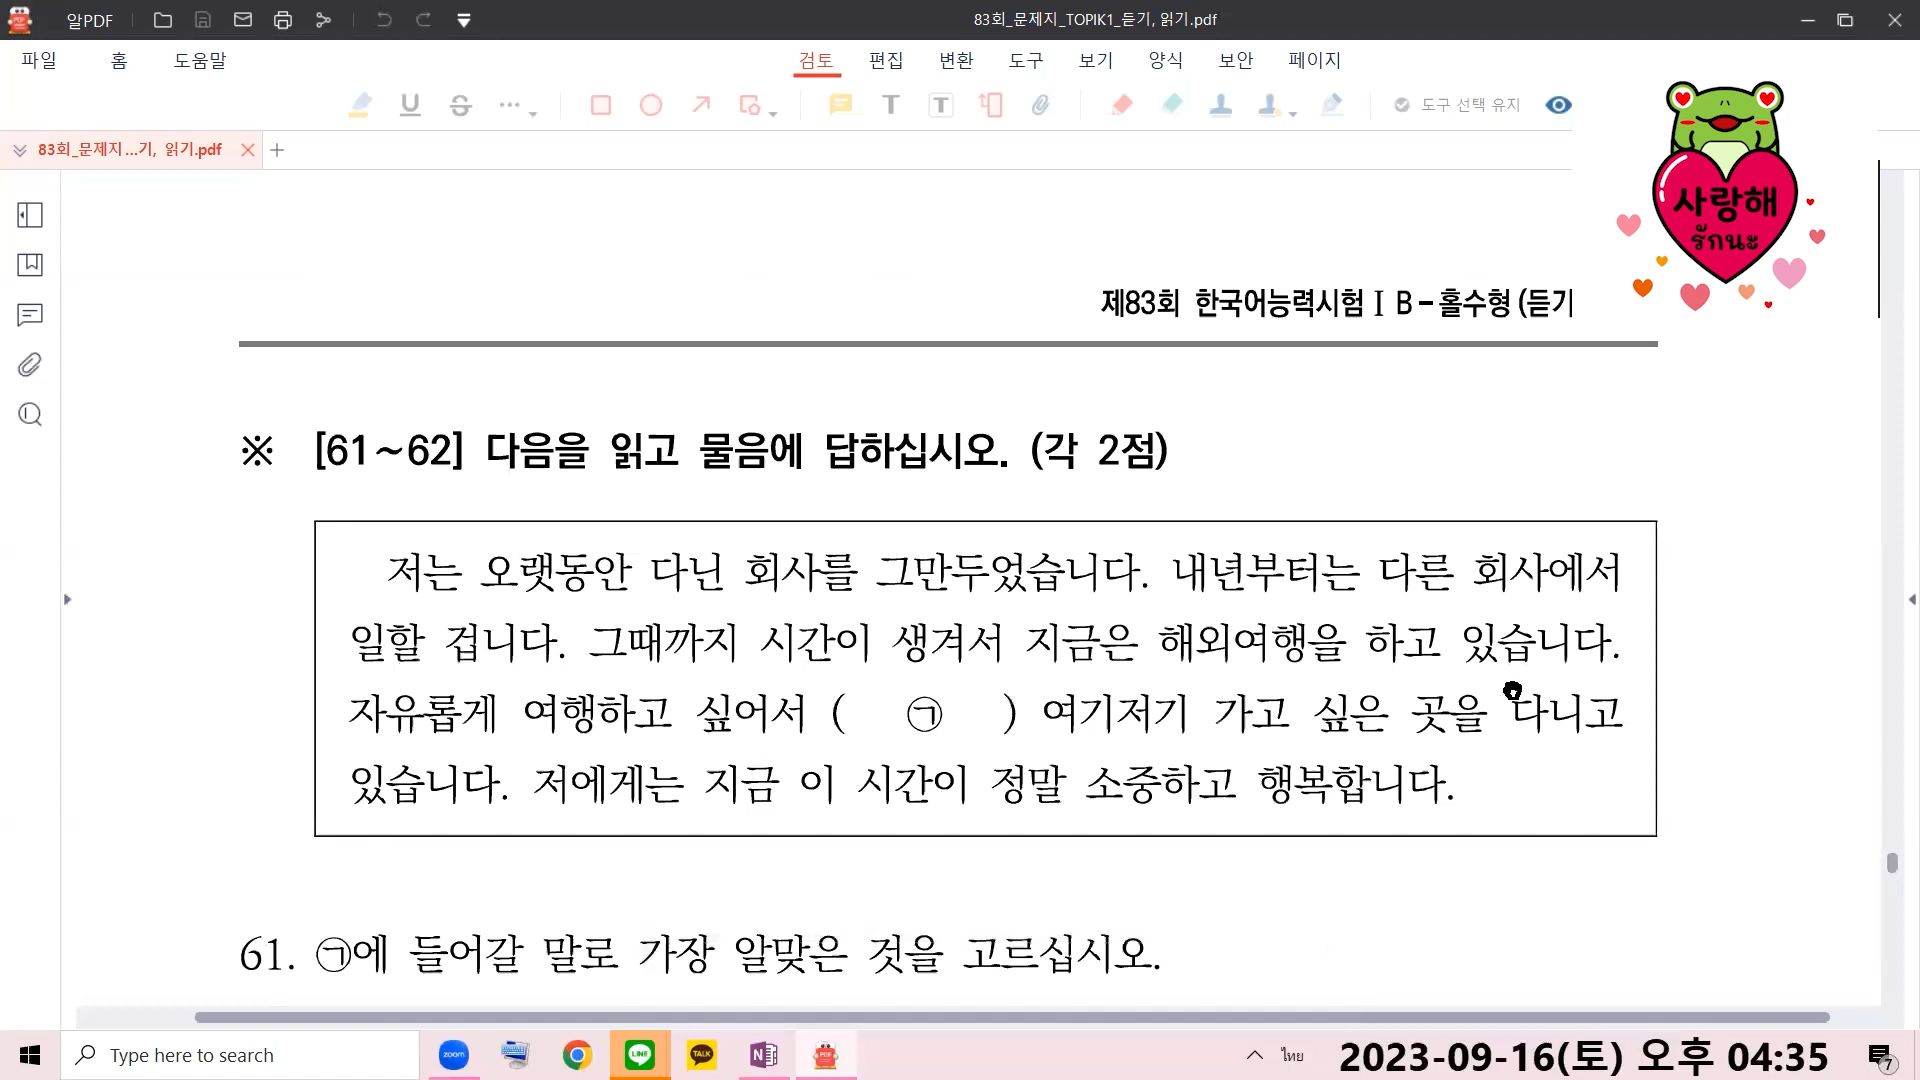 알PDF
83회_문제지_TOPIK1_듣기, 읽기.pdf
파일 홈 도움말 검토 편집 변환 도구 보기 양식 보안 페이지
도구 선택 유지
83회_문제지...기, 읽기.pdf
사랑해
รักนะ
제83회 한국어능력시험 I B－홀수형 (듣기
※ [61～62] 다음을 읽고 물음에 답하십시오. (각 2점)
저는 오랫동안 다닌 회사를 그만두었습니다. 내년부터는 다른 회사에서
일할 겁니다. 그때까지 시간이 생겨서 지금은 해외여행을 하고 있습니다.
자유롭게 여행하고 싶어서 ( ㉠ ) 여기저기 가고 싶은 곳을 다니고
있습니다. 저에게는 지금 이 시간이 정말 소중하고 행복합니다.
61. ㉠에 들어갈 말로 가장 알맞은 것을 고르십시오.
Type here to search
zoom
LINE
TALK
N
PDF
ไทย
2023-09-16(토) 오후 04:35
7